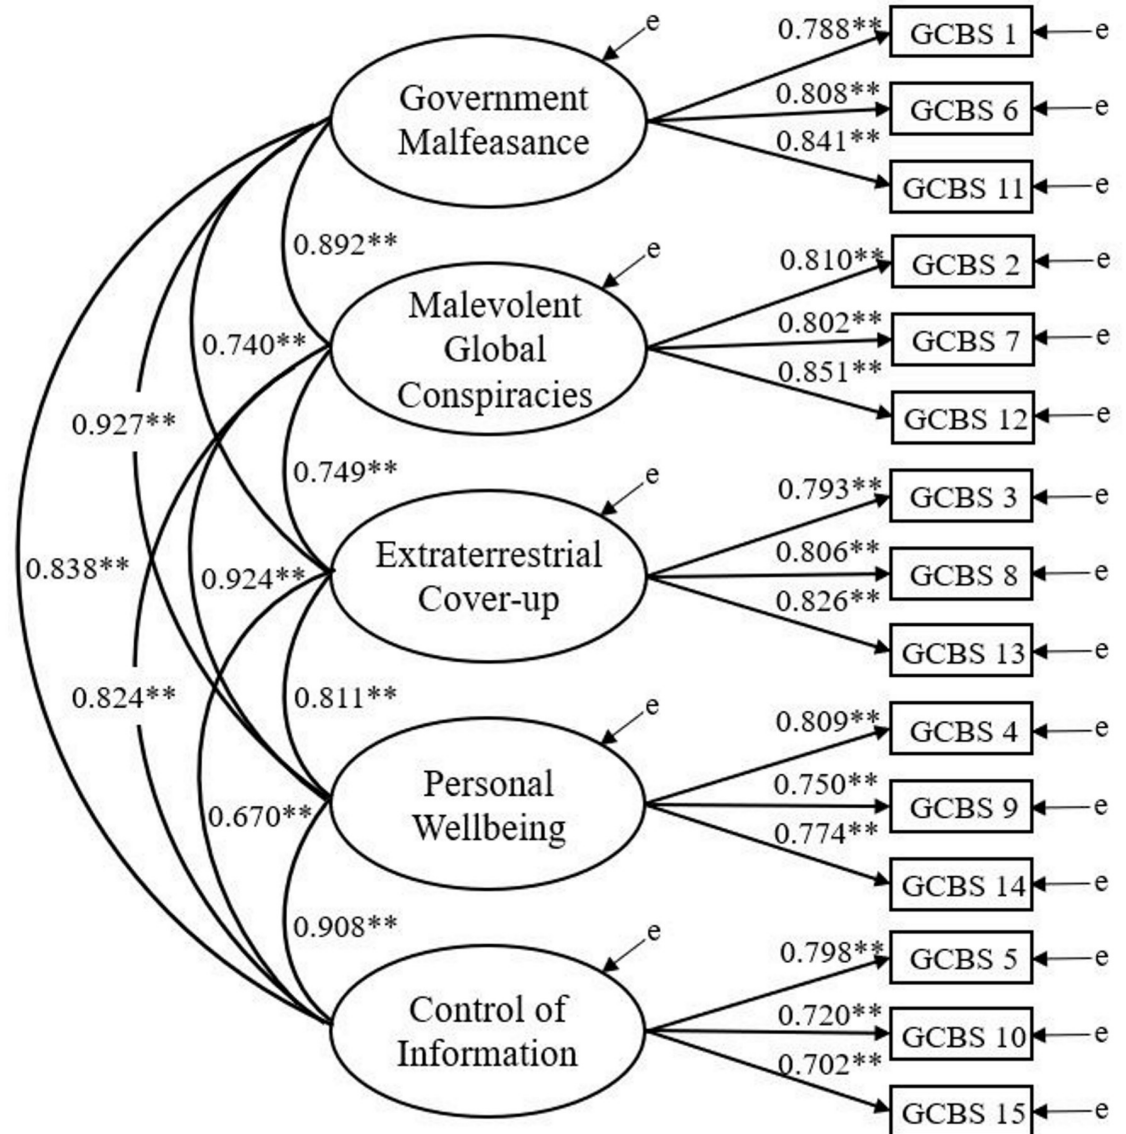 e
0.788**
GCBS 1
e
Government
Malfeasance
0.808**
GCBS 6
e
0.841**
GCBS 11
e
0.892**
e
0.810**
GCBS 2
e
Malevolent
Global
Conspiracies
0.740**
0.802**
GCBS 7
e
0.851**
GCBS 12
e
0.927**
0.749**
e
0.793**
GCBS 3
e
Extraterrestrial
Cover-up
0.838**
0.924**
0.806**
GCBS 8
e
0.826**
GCBS 13
e
0.824**
0.811**
e
0.809**
GCBS 4
e
Personal
Wellbeing
0.670**
0.750**
GCBS 9
e
0.774**
GCBS 14
e
0.908**
e
0.798**
GCBS 5
e
Control of
Information
0.720**
GCBS 10
e
0.702**
GCBS 15
e